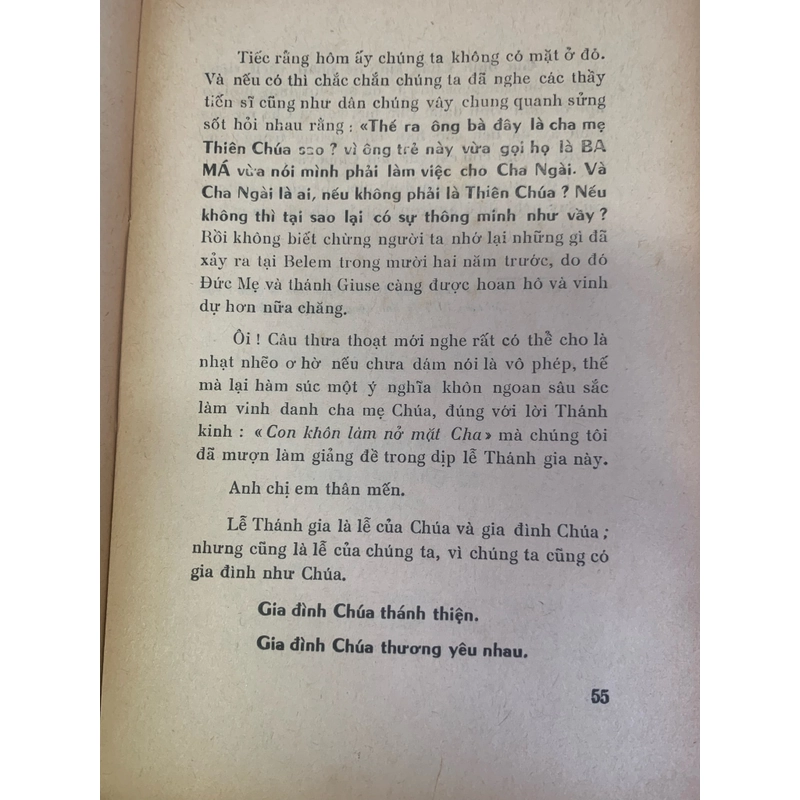 Tiếc rằng hôm ấy chúng ta không có mặt ở đó.
Và nếu có thì chắc chắn chúng ta đã nghe các thầy
tiến sĩ cũng như dân chúng vây chung quanh sửng
sốt hỏi nhau rằng : «Thế ra ông bà đây là cha mẹ
Thiên Chúa sao ? vì ông trẻ này vừa gọi họ là BA
MÁ vừa nói mình phải làm việc cho Cha Ngài. Và
Cha Ngài là ai, nếu không phải là Thiên Chúa ? Nếu
không thì tại sao lại có sự thông minh như vầy ?
Rồi không biết chừng người ta nhớ lại những gì đã
xảy ra tại Belem trong mười hai năm trước, do đó
Đức Mẹ và thánh Giuse càng được hoan hô và vinh
dự hơn nữa chăng.
Ôi ! Câu thưa thoạt mới nghe rất có thể cho là
nhạt nhẽo ơ hờ nếu chưa dám nói là vô phép, thế
mà lại hàm súc một ý nghĩa khôn ngoan sâu sắc
làm vinh danh cha mẹ Chúa, đúng với lời Thánh
kinh : « Con khôn làm nở mặt Cha» mà chúng tôi
đã mượn làm giảng đề trong dịp lễ Thánh gia này.
Anh chị em thân mến.
Lễ Thánh gia là lễ của Chúa và gia đình Chúa ;
nhưng cũng là lễ của chúng ta, vì chúng ta cũng có
gia đình như Chúa.
Gia đình Chúa thánh thiện.
Gia đình Chúa thương yêu nhau.
55